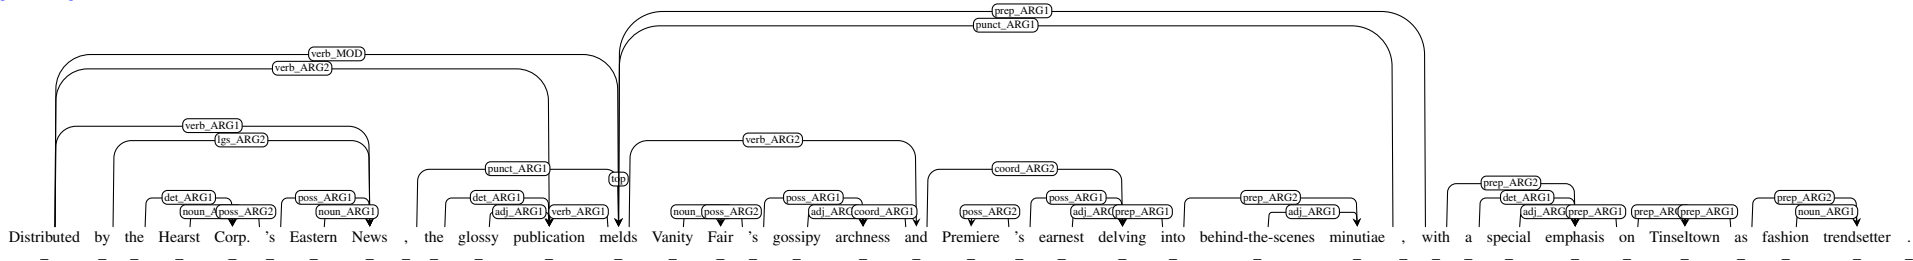 prep_ARG1
punct_ARG1
verb_MOD
verb_ARG2
verb_ARG1
lgs_ARG2 verb_ARG2
punct_ARG1 coord_ARG2
top
prep_ARG2
det_ARG1 poss_ARG1 det_ARG1 poss_ARG1 poss_ARG1 prep_ARG2 det_ARG1 prep_ARG2
poss_ARG2 noun_ARG1 adj_ARG1 verb_ARG1 poss_ARG2 coord_ARG1 poss_ARG2 prep_ARG1 adj_ARG1 prep_ARG1 prep_ARG1 noun_ARG1
Distributed by the Hearst Corp. 's Eastern News , the glossy publication melds Vanity Fair 's gossipy archness and Premiere 's earnest delving into behind-the-scenes minutiae , with a special emphasis on Tinseltown as fashion trendsetter .